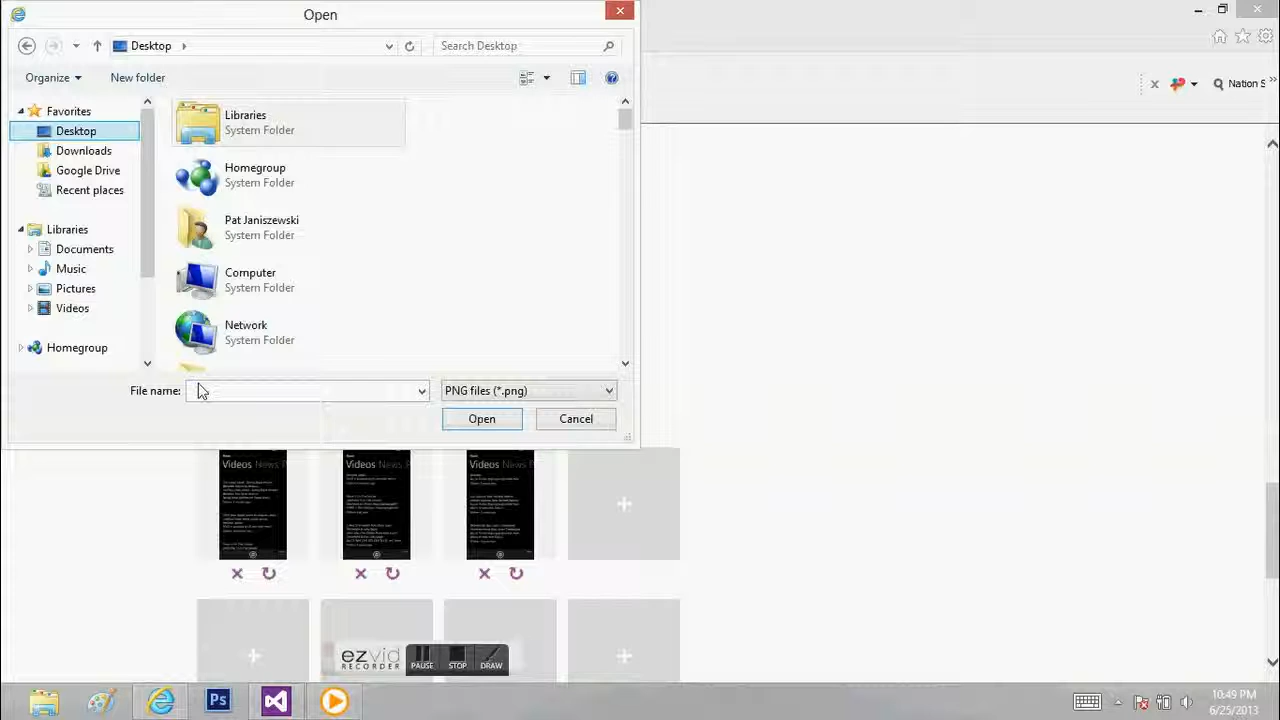 Open
Desktop
Search Desktop
Organize
New folder
Nation S
Favorites
Desktop
Downloads
Google Drive
Recent places
Libraries
Documents
Music
Pictures
Videos
Homegroup
Libraries
System Folder
Homegroup
System Folder
Pat Janiszewski
System Folder
Computer
System Folder
Network
System Folder
File name:
PNG files (*.png)
Open
Cancel
Videos News
Videos News
Videos News
ezvid
RECORDER
PAUSE
STOP
DRAW
Ps
10:49 PM
6/25/2013